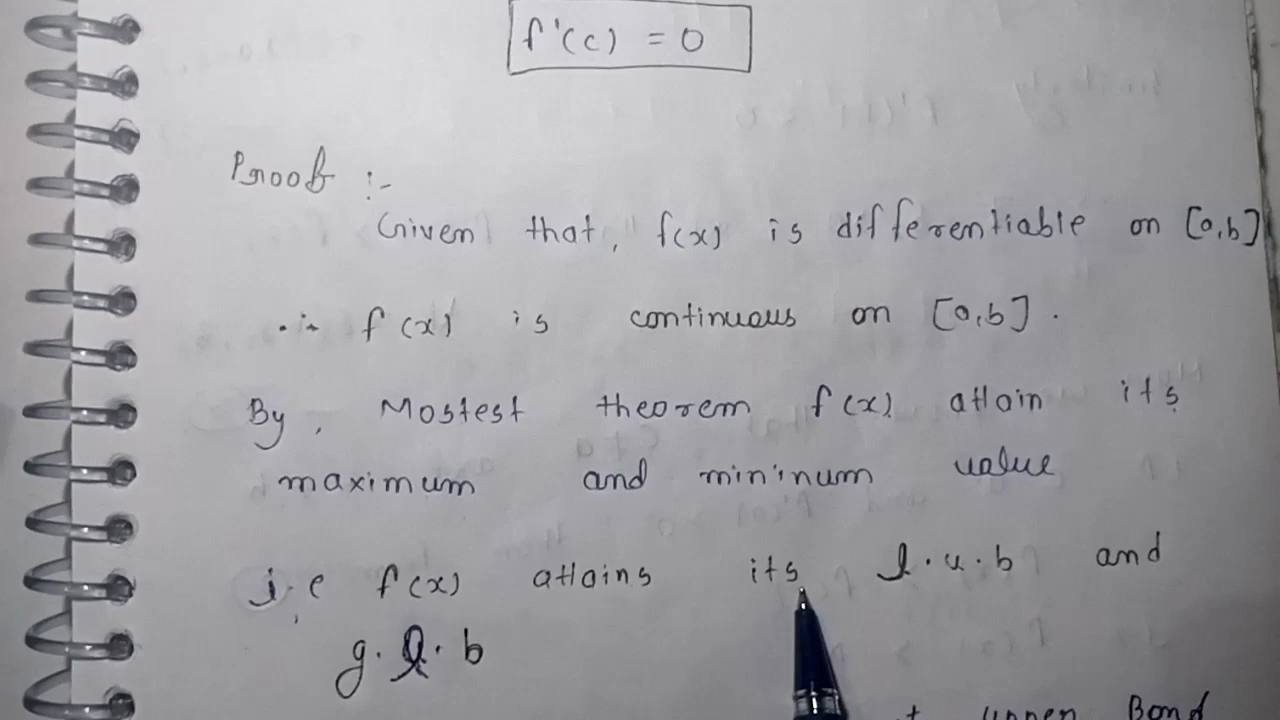 f'(c) = 0
Proof :-
Given that, f(x) is differentiable on [a,b]
∴ f(x) is continuous on [a,b].
By, Mostest theorem f(x) attain its
maximum and mininum value
i.e f(x) attains its l.u.b and
g.l.b
upper Bond